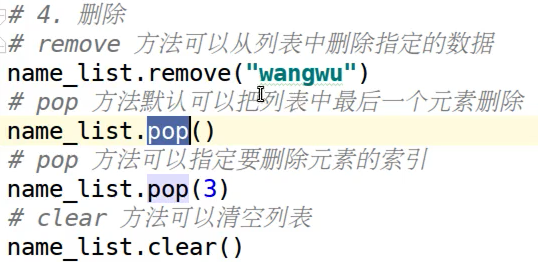 # 4. 删除
# remove 方法可以从列表中删除指定的数据
name_list.remove("wangwu")
# pop 方法默认可以把列表中最后一个元素删除
name_list.pop()
# pop 方法可以指定要删除元素的索引
name_list.pop(3)
# clear 方法可以清空列表
name_list.clear()